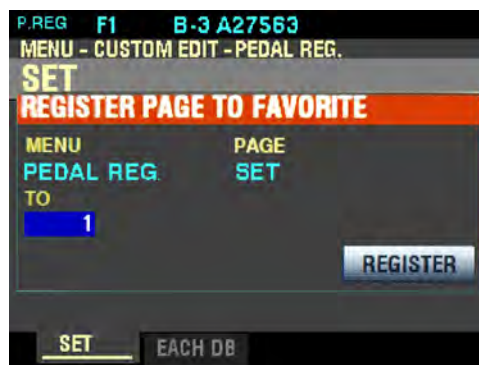 P.REG F1 B-3 A27563
MENU - CUSTOM EDIT - PEDAL REG.
SET
REGISTER PAGE TO FAVORITE
MENU PAGE
PEDAL REG. SET
TO
1
REGISTER
SET EACH DB